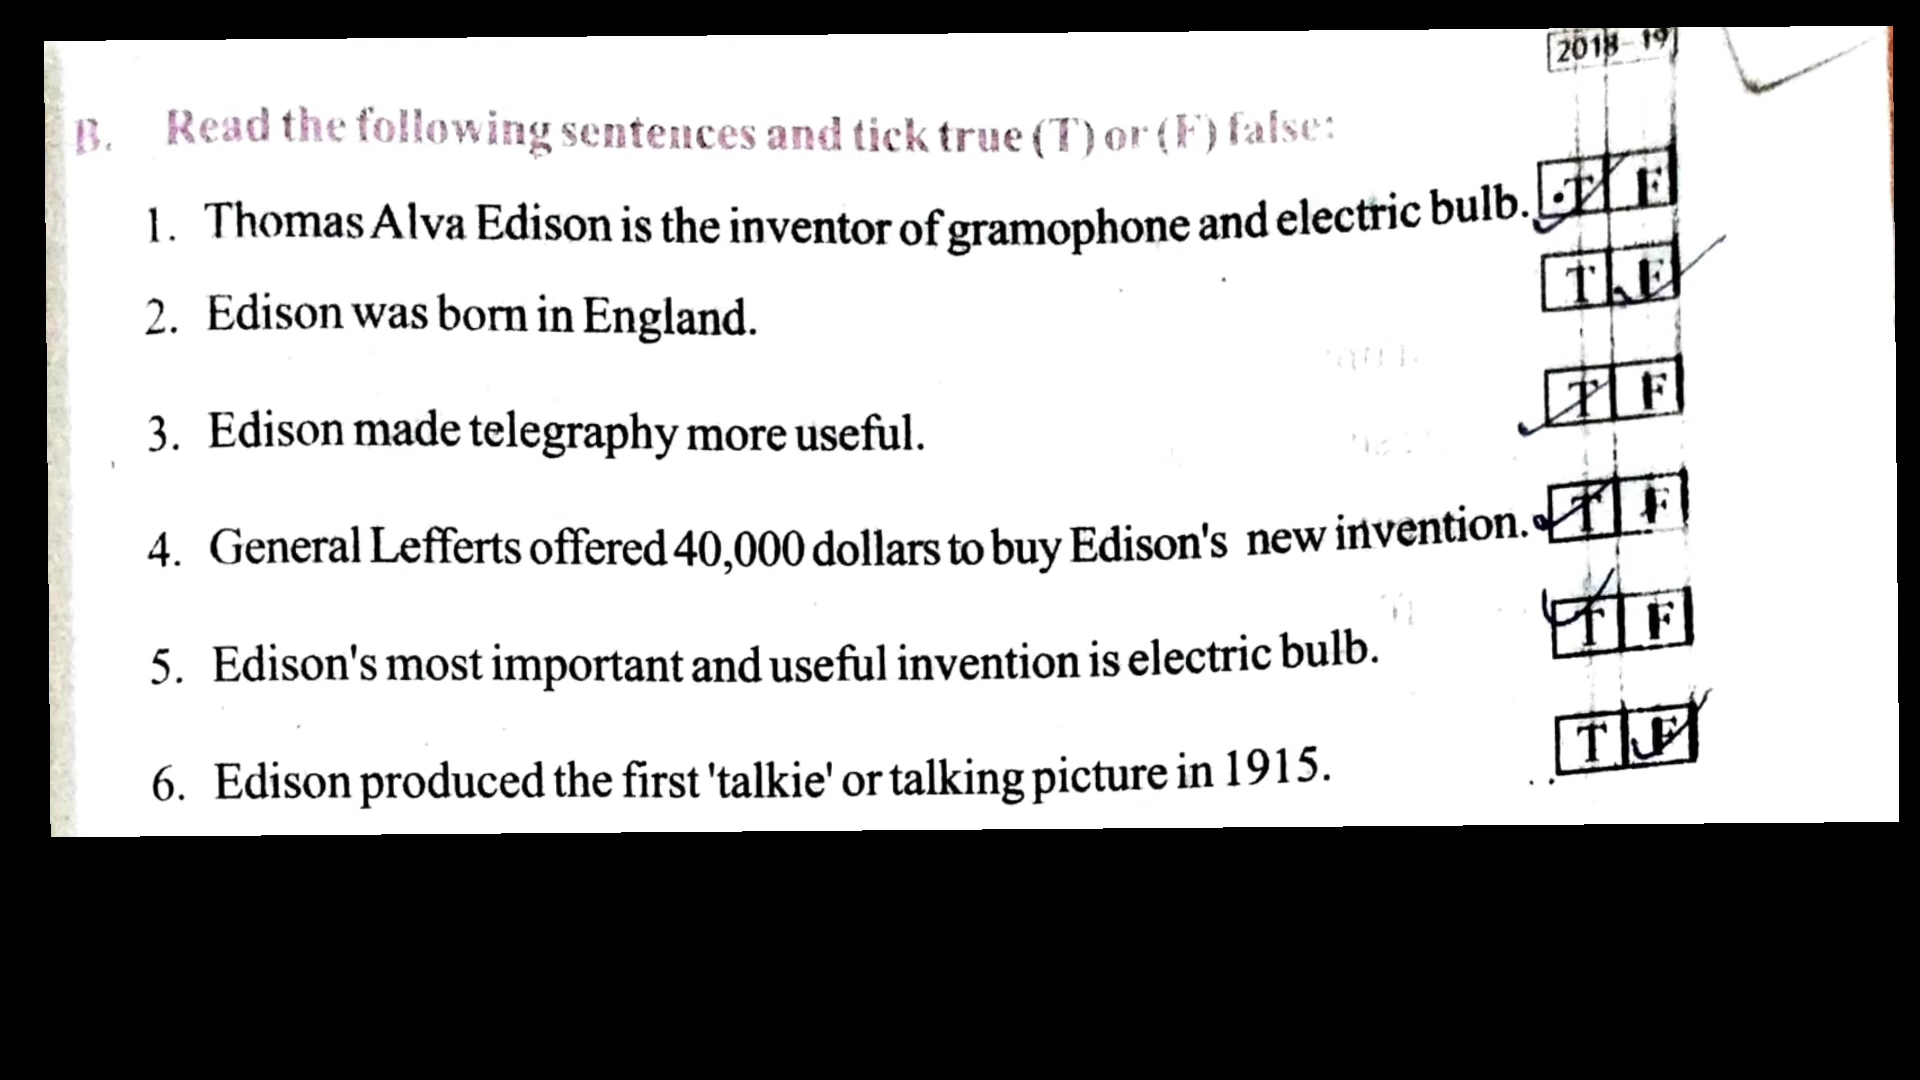 2018-19
B. Read the following sentences and tick true (T) or (F) false:
1. Thomas Alva Edison is the inventor of gramophone and electric bulb. T F
2. Edison was born in England. T F
3. Edison made telegraphy more useful. T F
4. General Lefferts offered 40,000 dollars to buy Edison's new invention. T F
5. Edison's most important and useful invention is electric bulb. T F
6. Edison produced the first 'talkie' or talking picture in 1915. T F